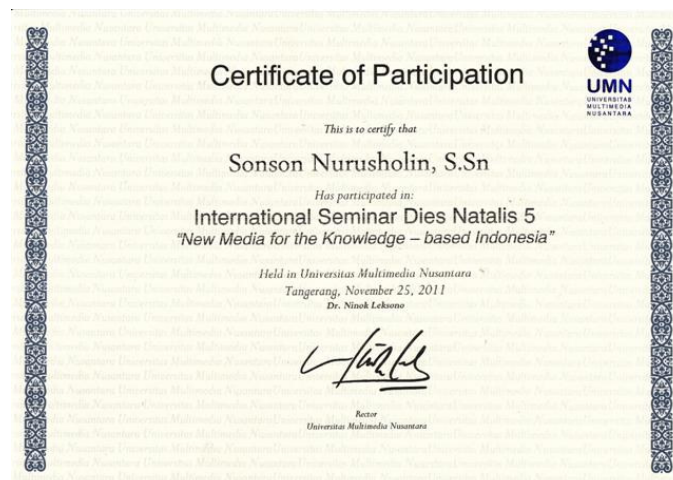 Certificate of Participation
UMN
UNIVERSITAS
MULTIMEDIA
NUSANTARA
This is to certify that
Sonson Nurusholin, S.Sn
Has participated in:
International Seminar Dies Natalis 5
"New Media for the Knowledge – based Indonesia"
Held in Universitas Multimedia Nusantara
Tangerang, November 25, 2011
Dr. Ninok Leksono
Rector
Universitas Multimedia Nusantara